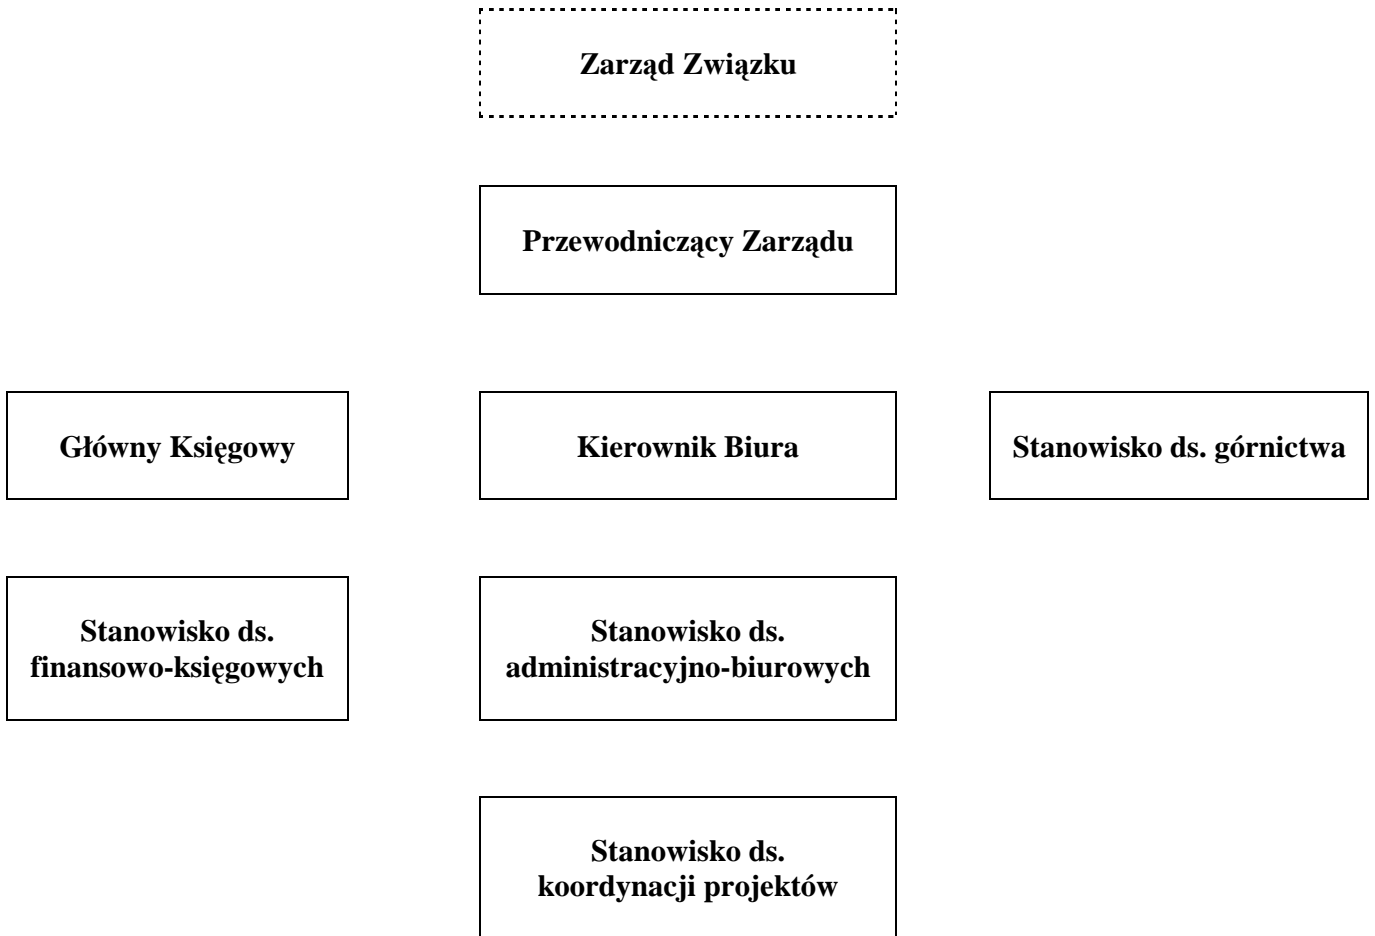 Zarząd Związku
Przewodniczący Zarządu
Główny Księgowy
Kierownik Biura
Stanowisko ds. górnictwa
Stanowisko ds.
finansowo-księgowych
Stanowisko ds.
administracyjno-biurowych
Stanowisko ds.
koordynacji projektów